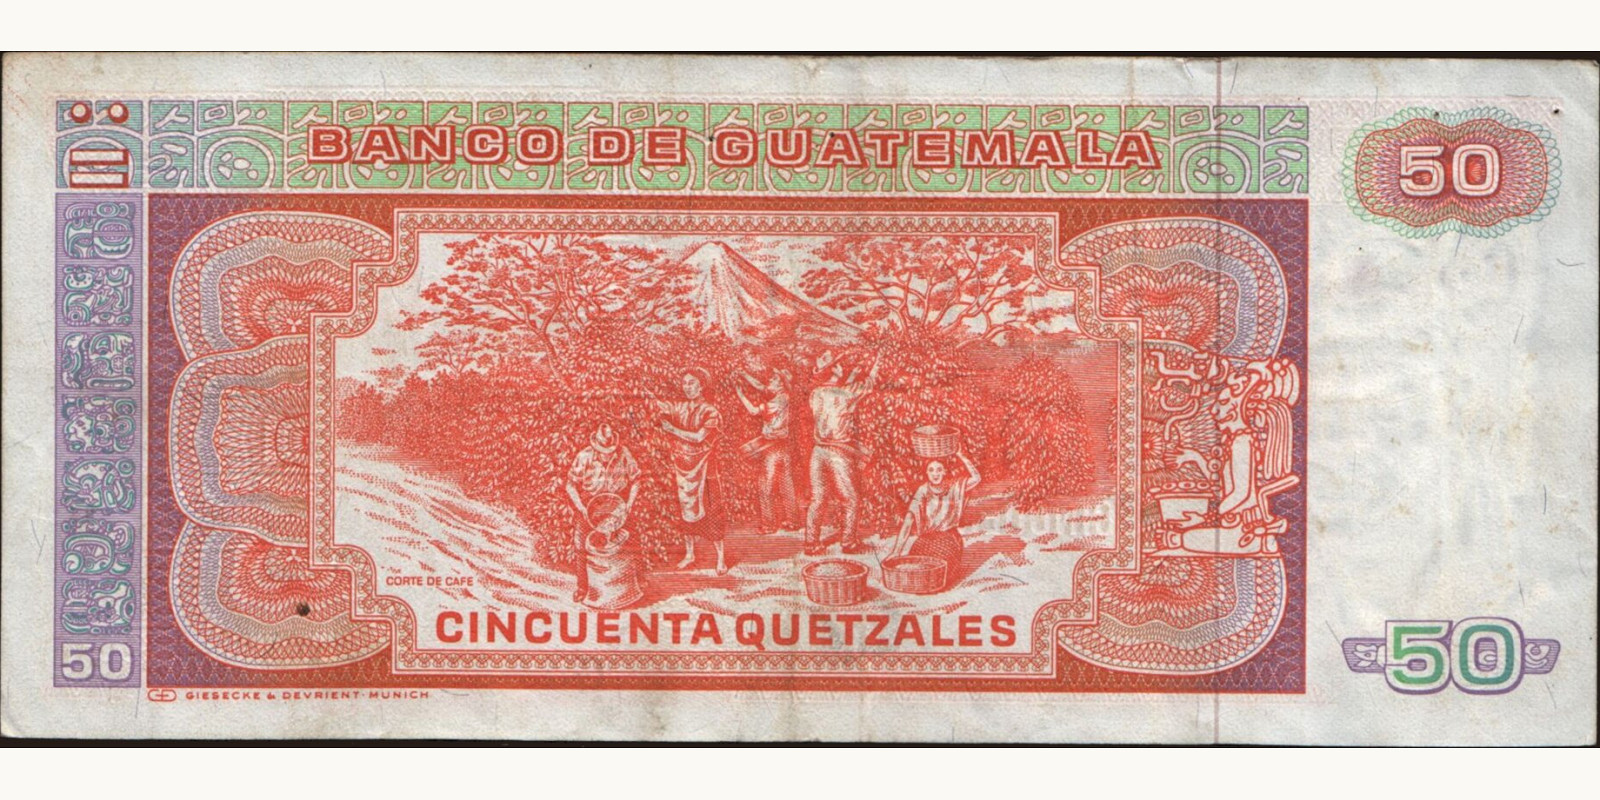 BANCO DE GUATEMALA
50
CORTE DE CAFE
CINCUENTA QUETZALES
50
50
GIESECKE & DEVRIENT-MUNICH